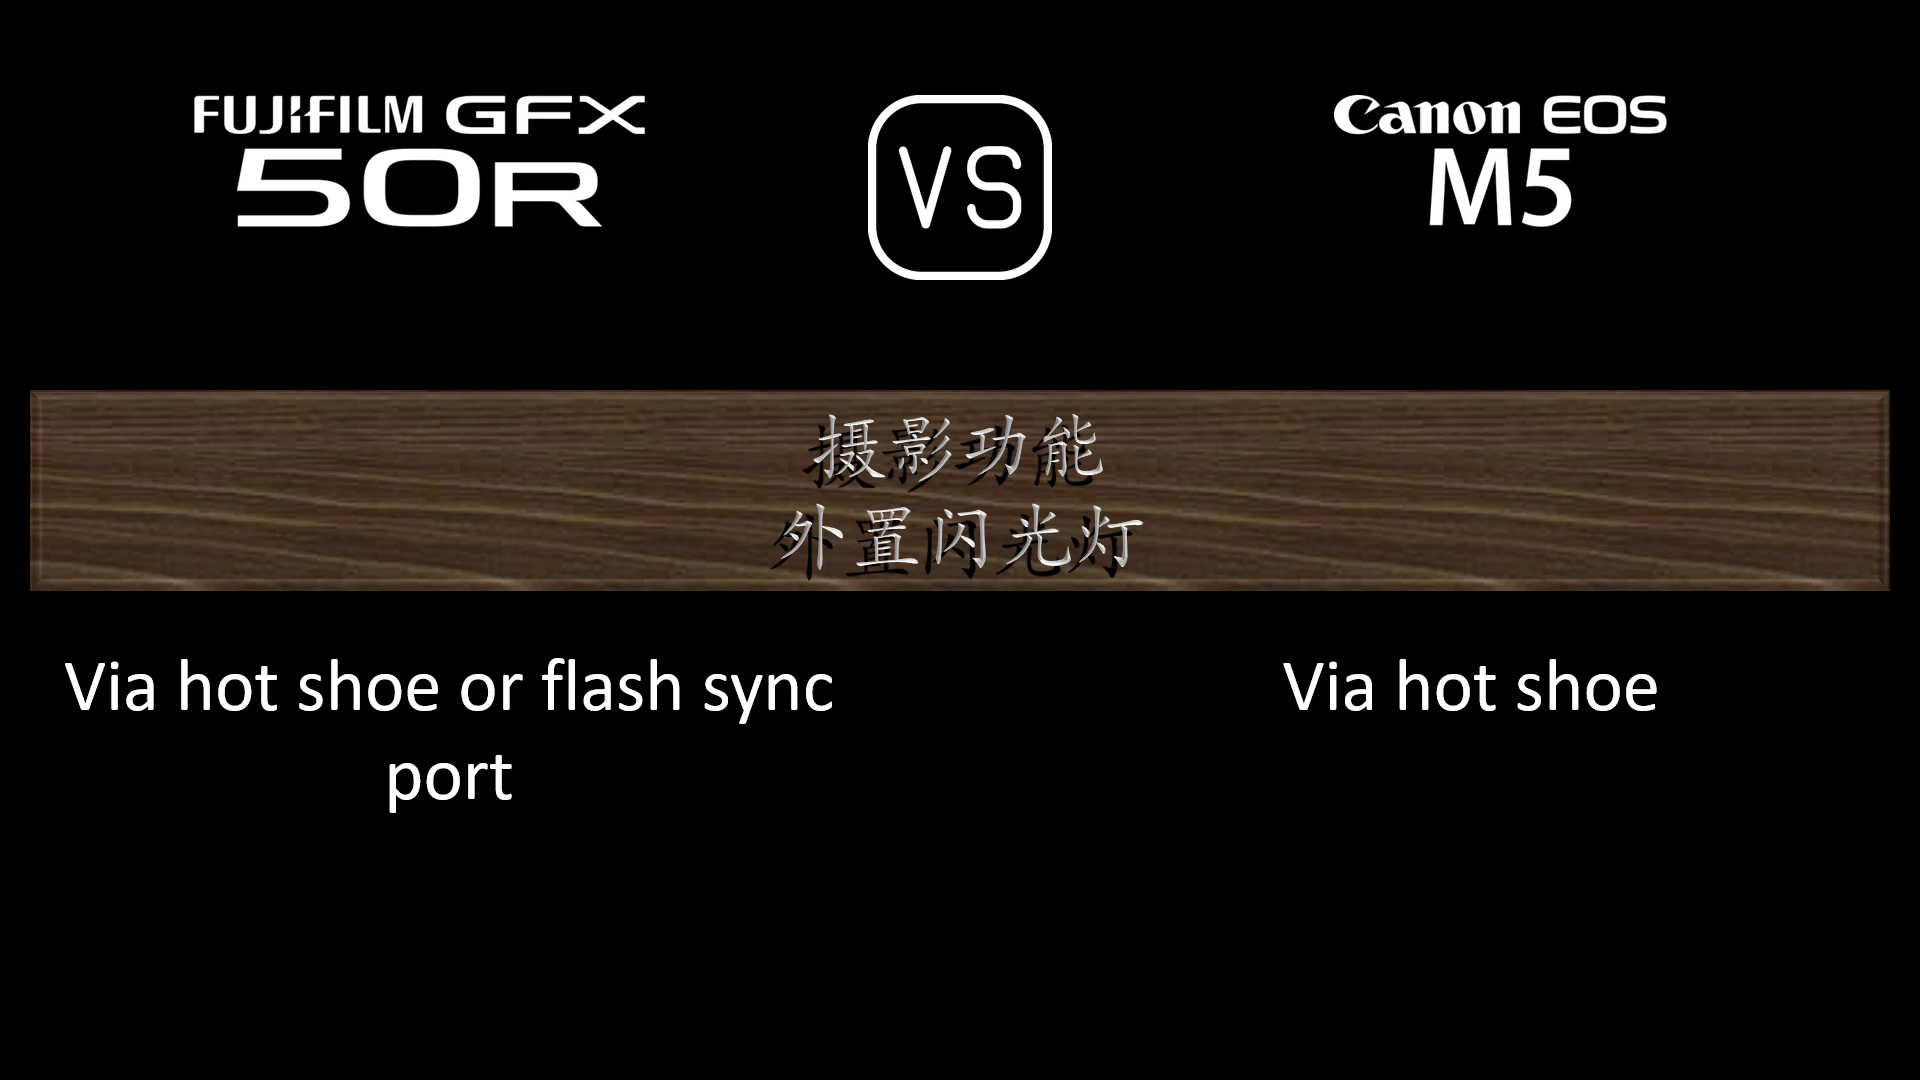 FUJIFILM GFX
50R
VS
Canon EOS
M5
摄影功能
外置闪光灯
Via hot shoe or flash sync
port
Via hot shoe